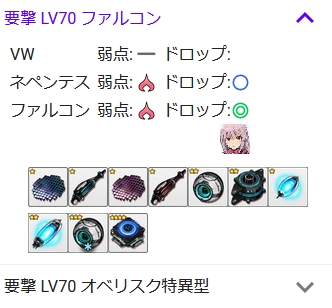 要撃 LV70 ファルコン
VW 弱点: ドロップ:
ネペンテス 弱点: ドロップ:
ファルコン 弱点: ドロップ:
要撃 LV70 オベリスク特異型